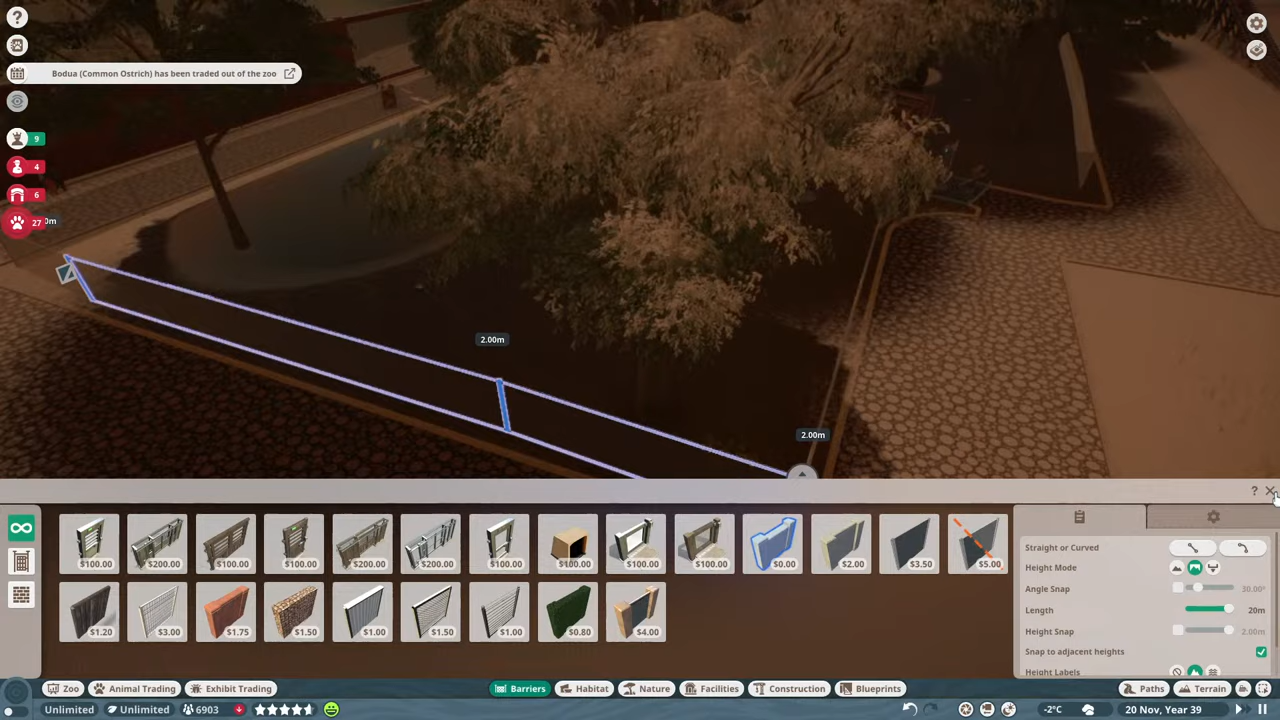 ?
Bodua (Common Ostrich) has been traded out of the zoo
9
4
6
27
0m
2.00m
2.00m
?
$100.00
$200.00
$100.00
$100.00
$200.00
$200.00
$100.00
$100.00
$100.00
$100.00
$0.00
$2.00
$3.50
$5.00
$1.20
$3.00
$1.75
$1.50
$1.00
$1.50
$1.00
$0.80
$4.00
Straight or Curved
Height Mode
Angle Snap 30.00°
Length 20m
Height Snap 2.00m
Snap to adjacent heights
Height Labels
Zoo Animal Trading Exhibit Trading Barriers Habitat Nature Facilities Construction Blueprints Paths Terrain
Unlimited Unlimited 6903 -2°C 20 Nov, Year 39